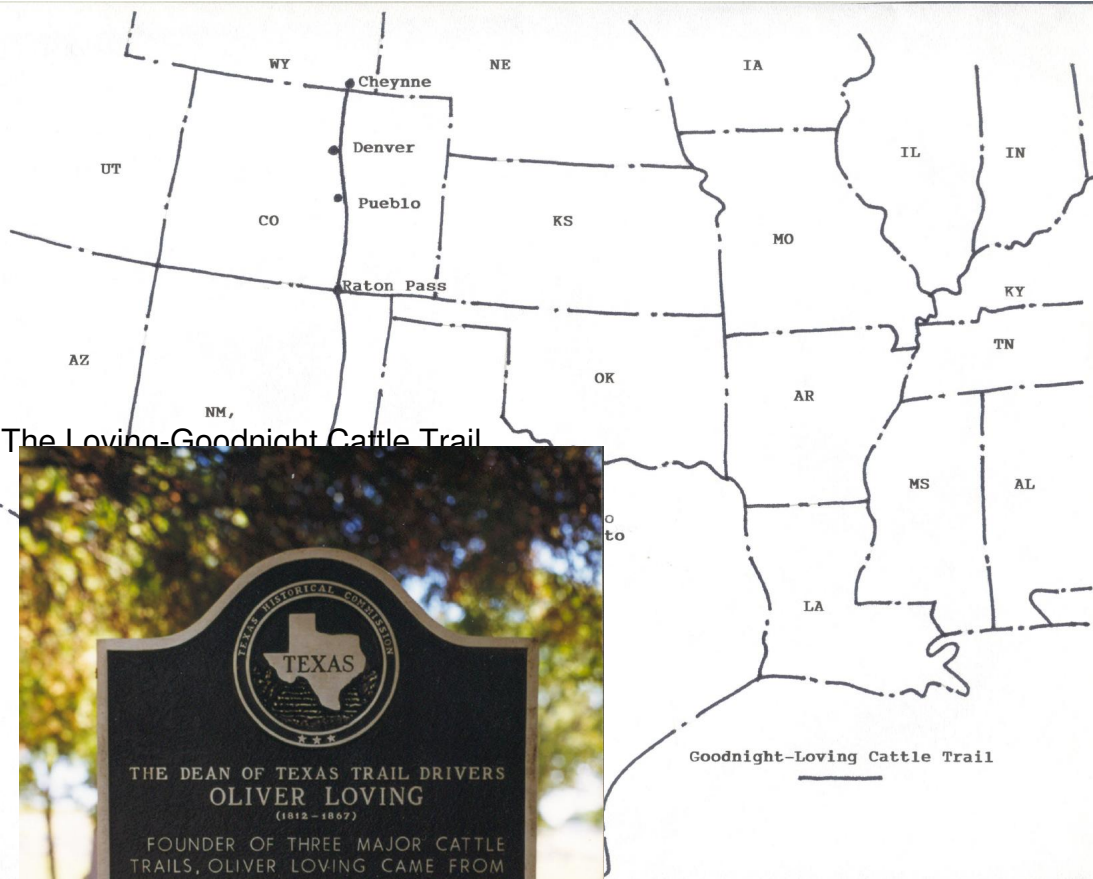 WY
NE
IA
Cheynne
Denver
UT
IL
IN
Pueblo
CO
KS
MO
Raton Pass
KY
TN
AZ
OK
AR
NM,
The Loving-Goodnight Cattle Trail
MS
AL
to
LA
TEXAS HISTORICAL COMMISSION
TEXAS
THE DEAN OF TEXAS TRAIL DRIVERS
OLIVER LOVING
(1812-1867)
FOUNDER OF THREE MAJOR CATTLE
TRAILS, OLIVER LOVING CAME FROM
Goodnight-Loving Cattle Trail